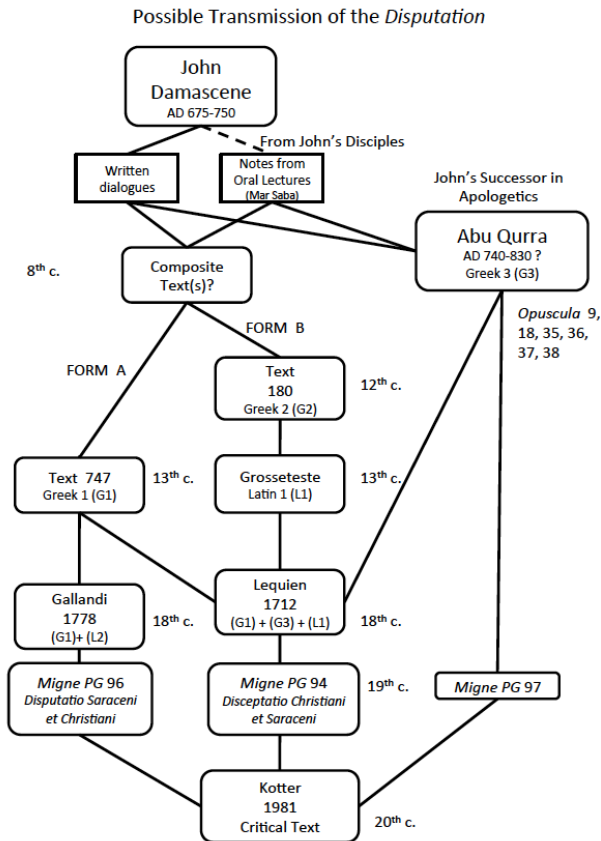 Possible Transmission of the Disputation
John
Damascene
AD 675-750
From John's Disciples
Written
dialogues
Notes from
Oral Lectures
(Mar Saba)
John's Successor in
Apologetics
Abu Qurra
AD 740-830 ?
Greek 3 (G3)
8th c.
Composite
Text(s)?
Opuscula 9,
18, 35, 36,
37, 38
FORM B
FORM A
Text
180
Greek 2 (G2)
12th c.
Text 747
Greek 1 (G1)
13th c.
Grosseteste
Latin 1 (L1)
13th c.
Gallandi
1778
(G1)+ (L2)
18th c.
Lequien
1712
(G1) + (G3) + (L1)
18th c.
Migne PG 96
Disputatio Saraceni
et Christiani
Migne PG 94
Disceptatio Christiani
et Saraceni
19th c.
Migne PG 97
Kotter
1981
Critical Text
20th c.